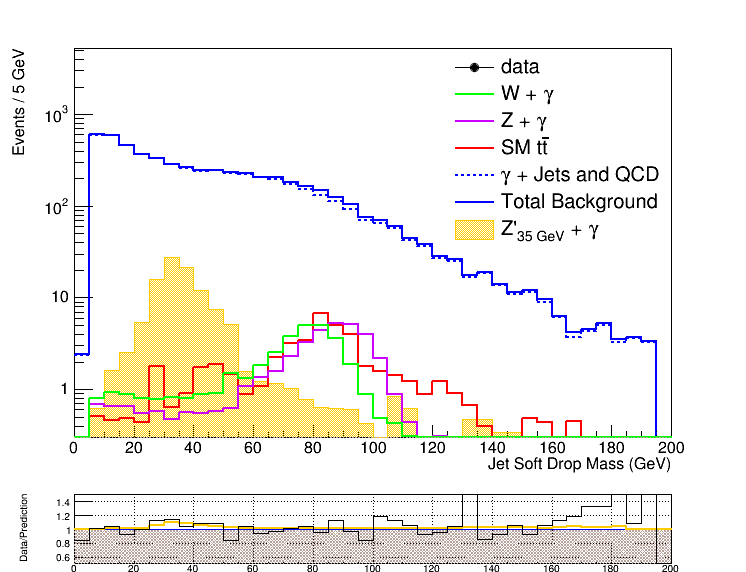 Events / 5 GeV
10³
10²
10
1
data
W + γ
Z + γ
SM tt̄
γ + Jets and QCD
Total Background
Z'35 GeV + γ
0 20 40 60 80 100 120 140 160 180 200
Jet Soft Drop Mass (GeV)
Data/Prediction
1.4
1.2
1
0.8
0.6
0 20 40 60 80 100 120 140 160 180 200